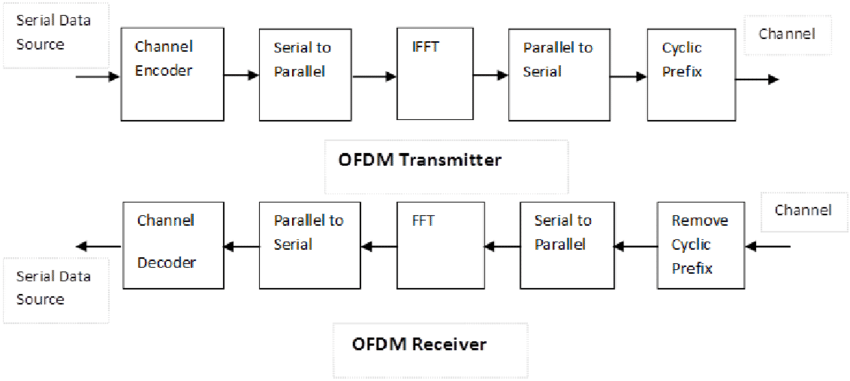 Serial Data
Source
Channel
Encoder
Serial to
Parallel
IFFT
Parallel to
Serial
Cyclic
Prefix
Channel
OFDM Transmitter
Channel
Decoder
Parallel to
Serial
FFT
Serial to
Parallel
Remove
Cyclic
Prefix
Channel
Serial Data
Source
OFDM Receiver